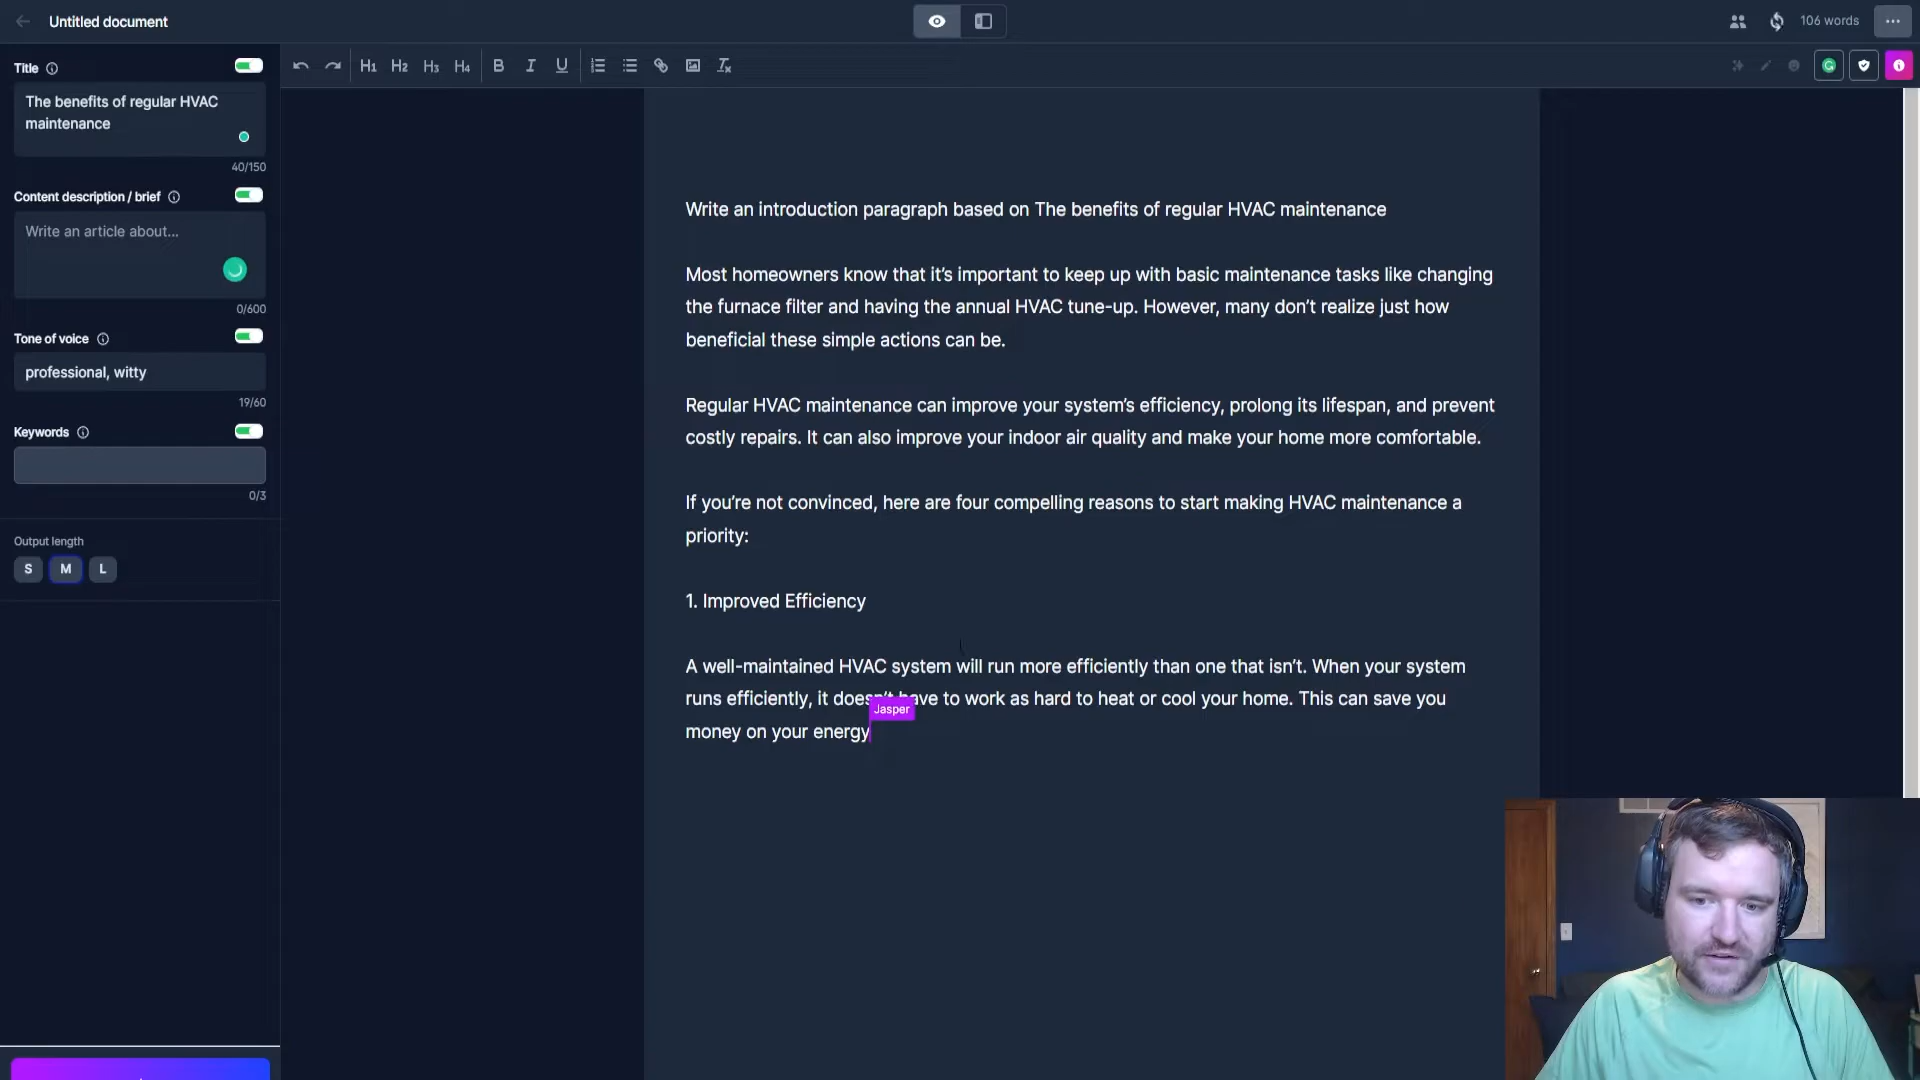 Untitled document
106 words
Title
The benefits of regular HVAC
maintenance
40/150
Content description / brief
Write an article about...
0/600
Tone of voice
professional, witty
19/60
Keywords
0/3
Output length
S M L
H1 H2 H3 H4 B I U
Write an introduction paragraph based on The benefits of regular HVAC maintenance
Most homeowners know that it’s important to keep up with basic maintenance tasks like changing
the furnace filter and having the annual HVAC tune-up. However, many don’t realize just how
beneficial these simple actions can be.
Regular HVAC maintenance can improve your system’s efficiency, prolong its lifespan, and prevent
costly repairs. It can also improve your indoor air quality and make your home more comfortable.
If you’re not convinced, here are four compelling reasons to start making HVAC maintenance a
priority:
1. Improved Efficiency
A well-maintained HVAC system will run more efficiently than one that isn’t. When your system
runs efficiently, it doesn’t have to work as hard to heat or cool your home. This can save you
Jasper
money on your energy